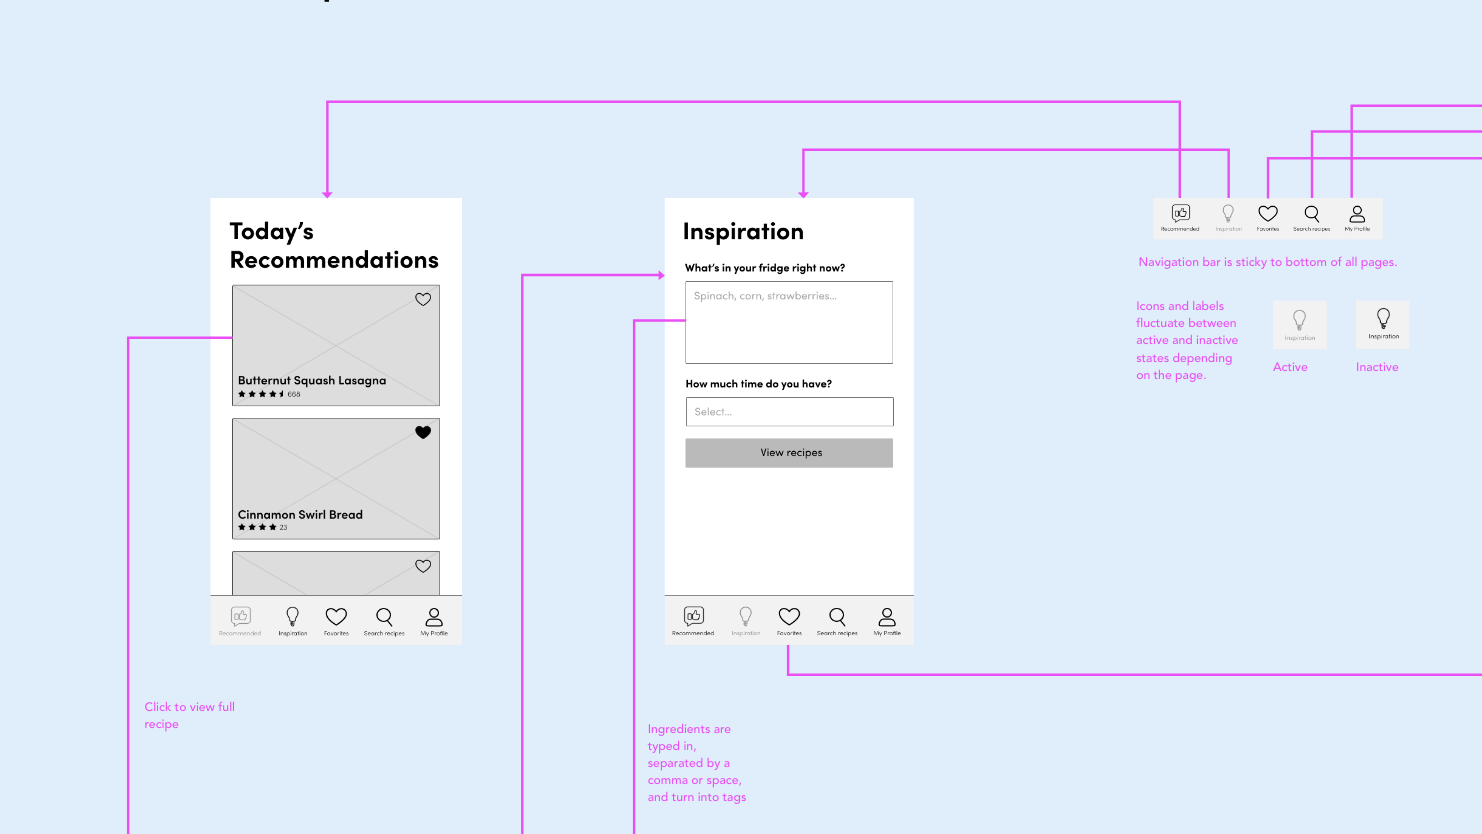 Today's
Recommendations
Butternut Squash Lasagna
668
Cinnamon Swirl Bread
23
Recommended
Inspiration
Favorites
Search recipes
My Profile
Click to view full
recipe
Inspiration
What's in your fridge right now?
Spinach, corn, strawberries...
How much time do you have?
Select...
View recipes
Recommended
Inspiration
Favorites
Search recipes
My Profile
Ingredients are
typed in,
separated by a
comma or space,
and turn into tags
Recommended
Inspiration
Favorites
Search recipes
My Profile
Navigation bar is sticky to bottom of all pages.
Icons and labels
fluctuate between
active and inactive
states depending
on the page.
Inspiration
Active
Inspiration
Inactive